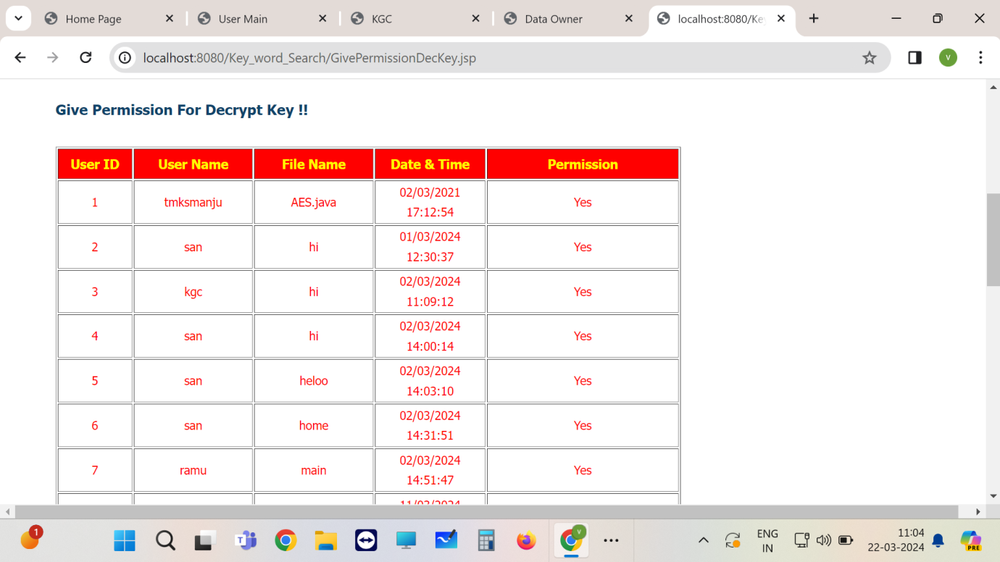 Home Page
User Main
KGC
Data Owner
localhost:8080/Ke
localhost:8080/Key_word_Search/GivePermissionDecKey.jsp
V
Give Permission For Decrypt Key !!
User ID User Name File Name Date & Time Permission
1 tmksmanju AES.java 02/03/2021 17:12:54 Yes
2 san hi 01/03/2024 12:30:37 Yes
3 kgc hi 02/03/2024 11:09:12 Yes
4 san hi 02/03/2024 14:00:14 Yes
5 san heloo 02/03/2024 14:03:10 Yes
6 san home 02/03/2024 14:31:51 Yes
7 ramu main 02/03/2024 14:51:47 Yes
11/03/2024
1
T
V
ENG
IN
11:04
22-03-2024
PRE